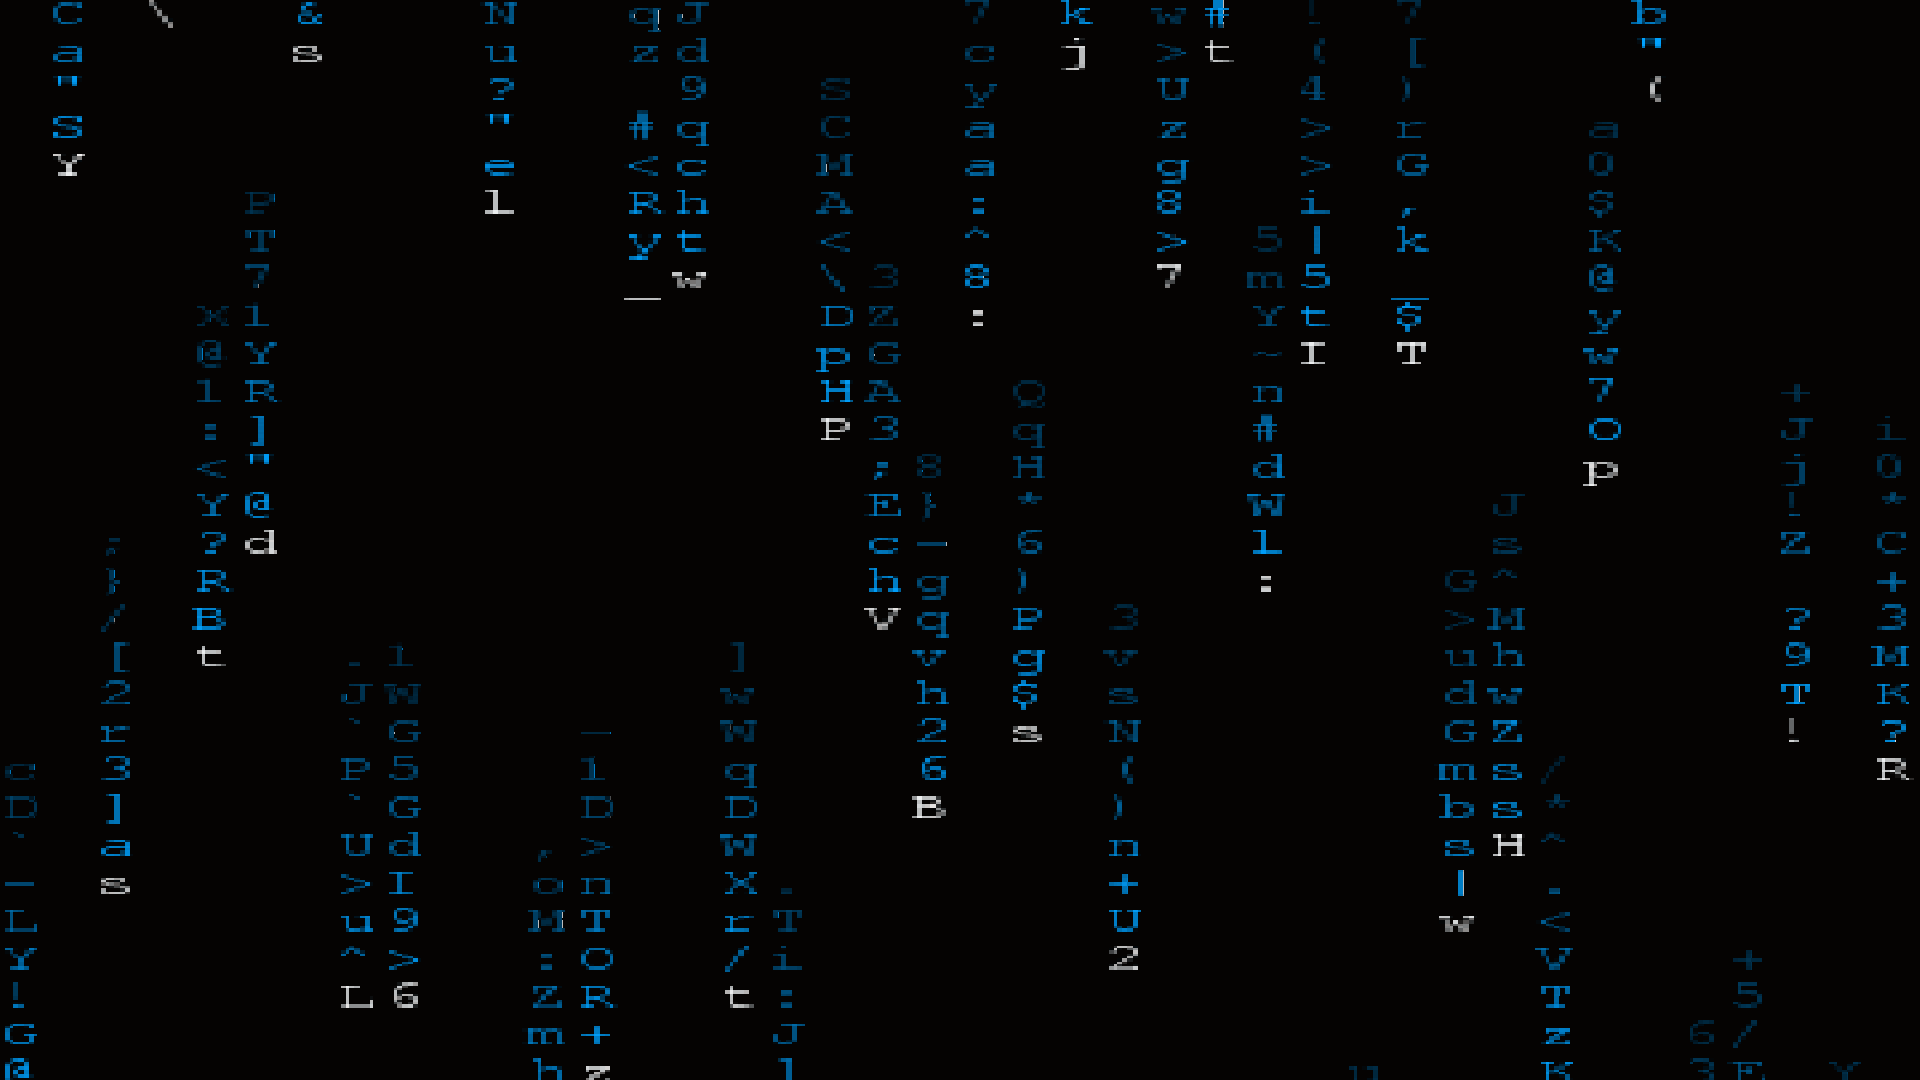 C \ & N q J 7 k w # ! 7 b
a s u z d c j > t ( [ "
" ? 9 S y U 4 ) (
S " # q C a z > r a
Y e < c M a g > G 0
P l R h A : 8 i , $
T y t < ^ > 5 | k K
7 _ w \ 3 8 7 m 5 _ @
x 1 D Z : Y t $ y
@ Y p G ~ I T w
1 R H A Q n 7 +
: ] P 3 q # O J i
< " ; 8 H d p j 0
Y @ E } * W J ! *
; ? d c - 6 l s Z C
} R h g ) : G ^ +
/ B V q P 3 > M ? 3
[ t . 1 ] v g v u h 9 M
2 J W w h $ s d w T K
r ` G - W 2 s N G Z ! ?
c 3 P 5 1 q 6 ( m s / R
D ] ` G D D B ) b s *
` a U d , > W n s H ^
- s > I o n X . + | .
L u 9 M T r T U w <
Y ^ > : O / i 2 V +
! L 6 Z R t : T 5
G m + J z 6 /
@ h z K 3 E Y